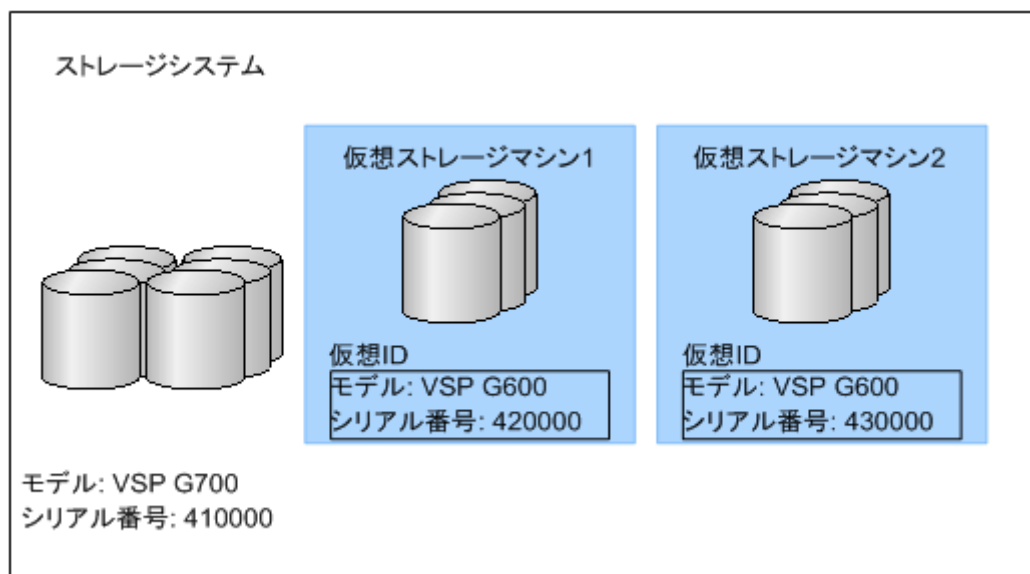 ストレージシステム
仮想ストレージマシン1
仮想ID
モデル: VSP G600
シリアル番号: 420000
仮想ストレージマシン2
仮想ID
モデル: VSP G600
シリアル番号: 430000
モデル: VSP G700
シリアル番号: 410000